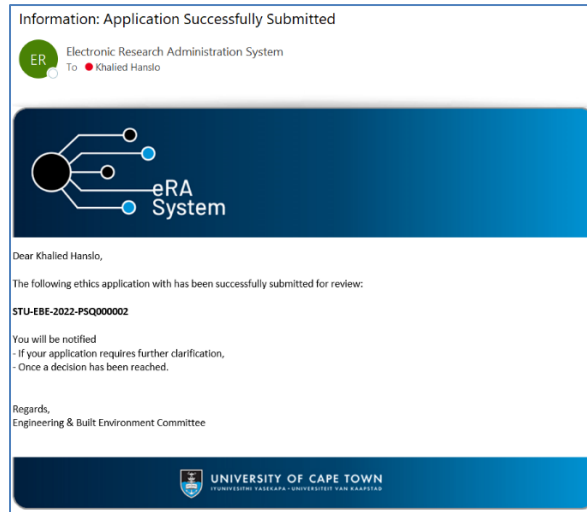 Information: Application Successfully Submitted
ER
Electronic Research Administration System
To Khalied Hanslo
eRA
System
Dear Khalied Hanslo,
The following ethics application with has been successfully submitted for review:
STU-EBE-2022-PSQ000002
You will be notified
- If your application requires further clarification,
- Once a decision has been reached.
Regards,
Engineering & Built Environment Committee
UNIVERSITY OF CAPE TOWN
IYUNIVESITHI YASEKAPA • UNIVERSITEIT VAN KAAPSTAD